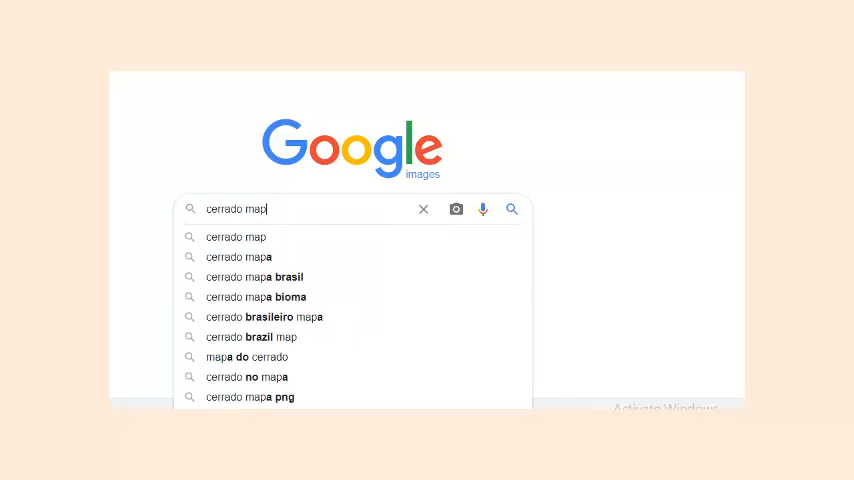 Google
images
cerrado map
cerrado map
cerrado mapa
cerrado mapa brasil
cerrado mapa bioma
cerrado brasileiro mapa
cerrado brazil map
mapa do cerrado
cerrado no mapa
cerrado mapa png
Activate Windows